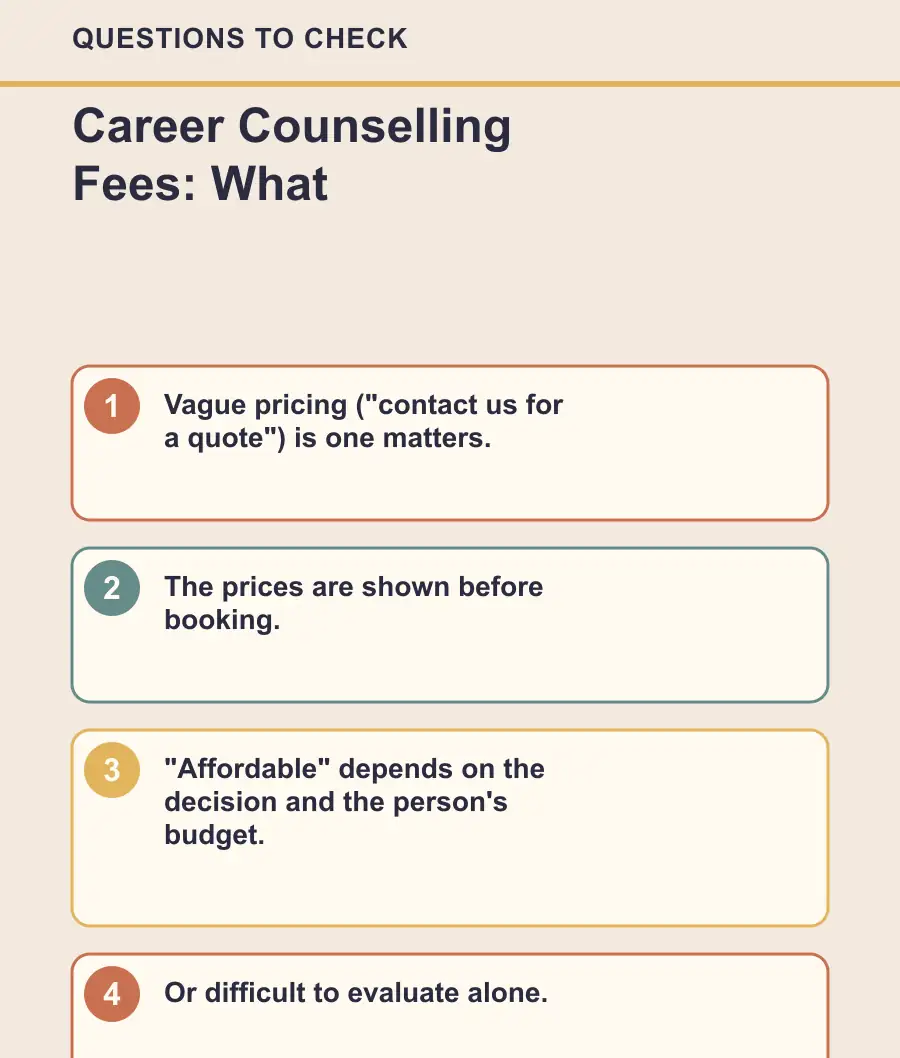 QUESTIONS TO CHECK
Career Counselling
Fees: What
1
Vague pricing ("contact us for
a quote") is one matters.
2
The prices are shown before
booking.
3
"Affordable" depends on the
decision and the person's
budget.
4
Or difficult to evaluate alone.